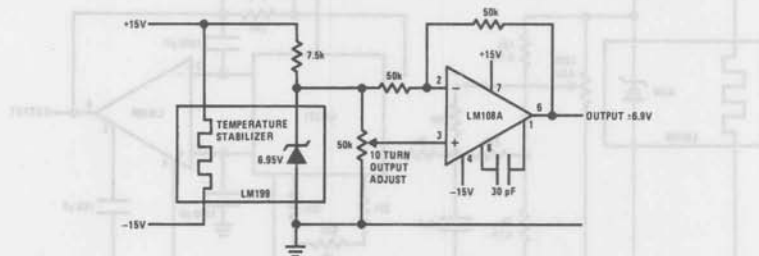 +15V
50k
7.5k
+15V
50k
2
7
LM108A
6
OUTPUT ±6.9V
1
TEMPERATURE
STABILIZER
6.95V
50k
3
10 TURN
OUTPUT
ADJUST
4
8
LM199
-15V
30 pF
-15V